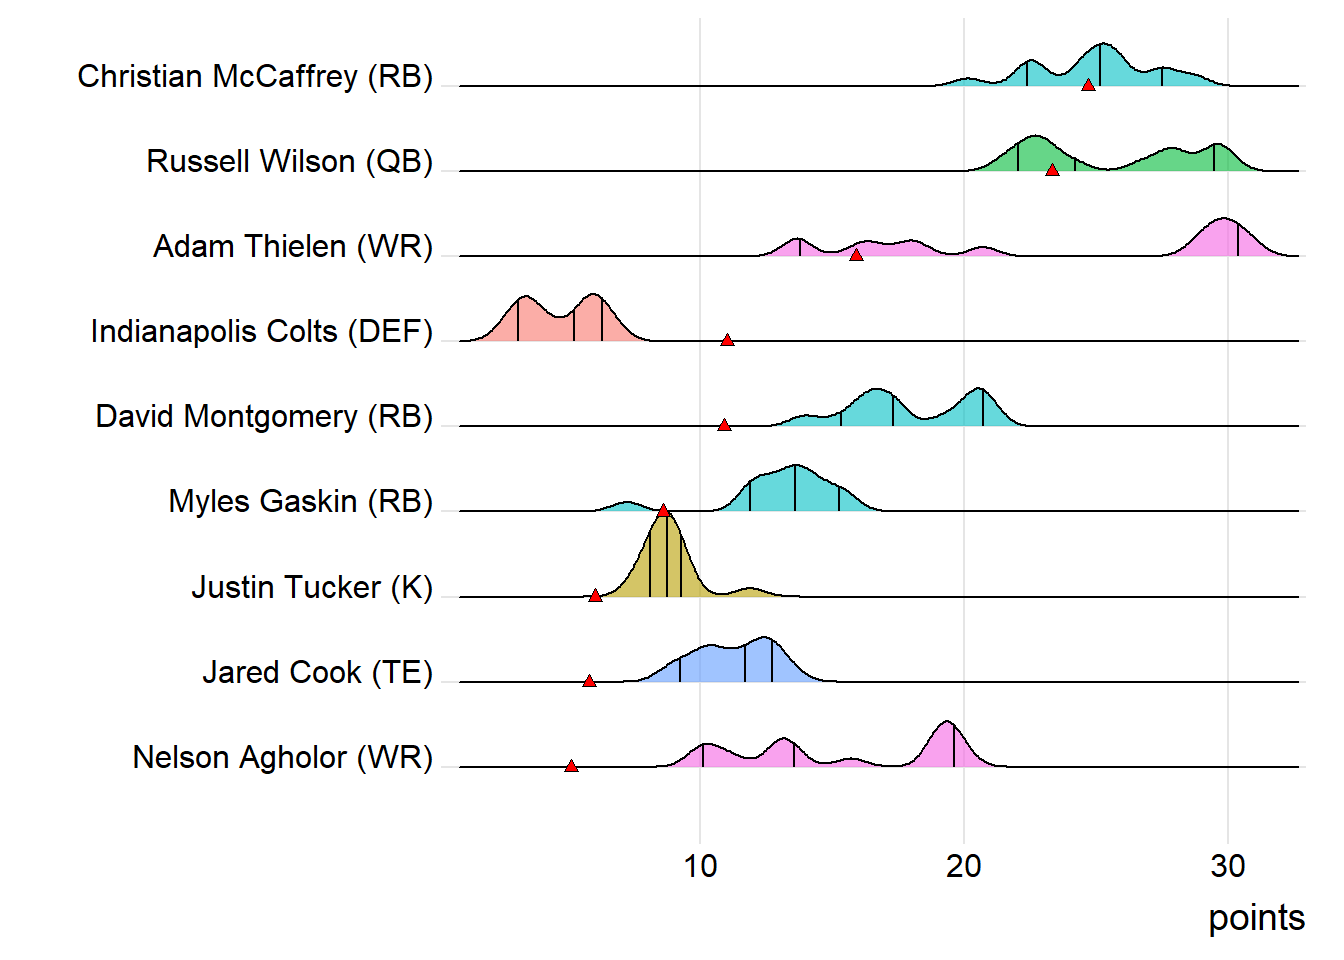 Christian McCaffrey (RB)
Russell Wilson (QB)
Adam Thielen (WR)
Indianapolis Colts (DEF)
David Montgomery (RB)
Myles Gaskin (RB)
Justin Tucker (K)
Jared Cook (TE)
Nelson Agholor (WR)
10 20 30
points